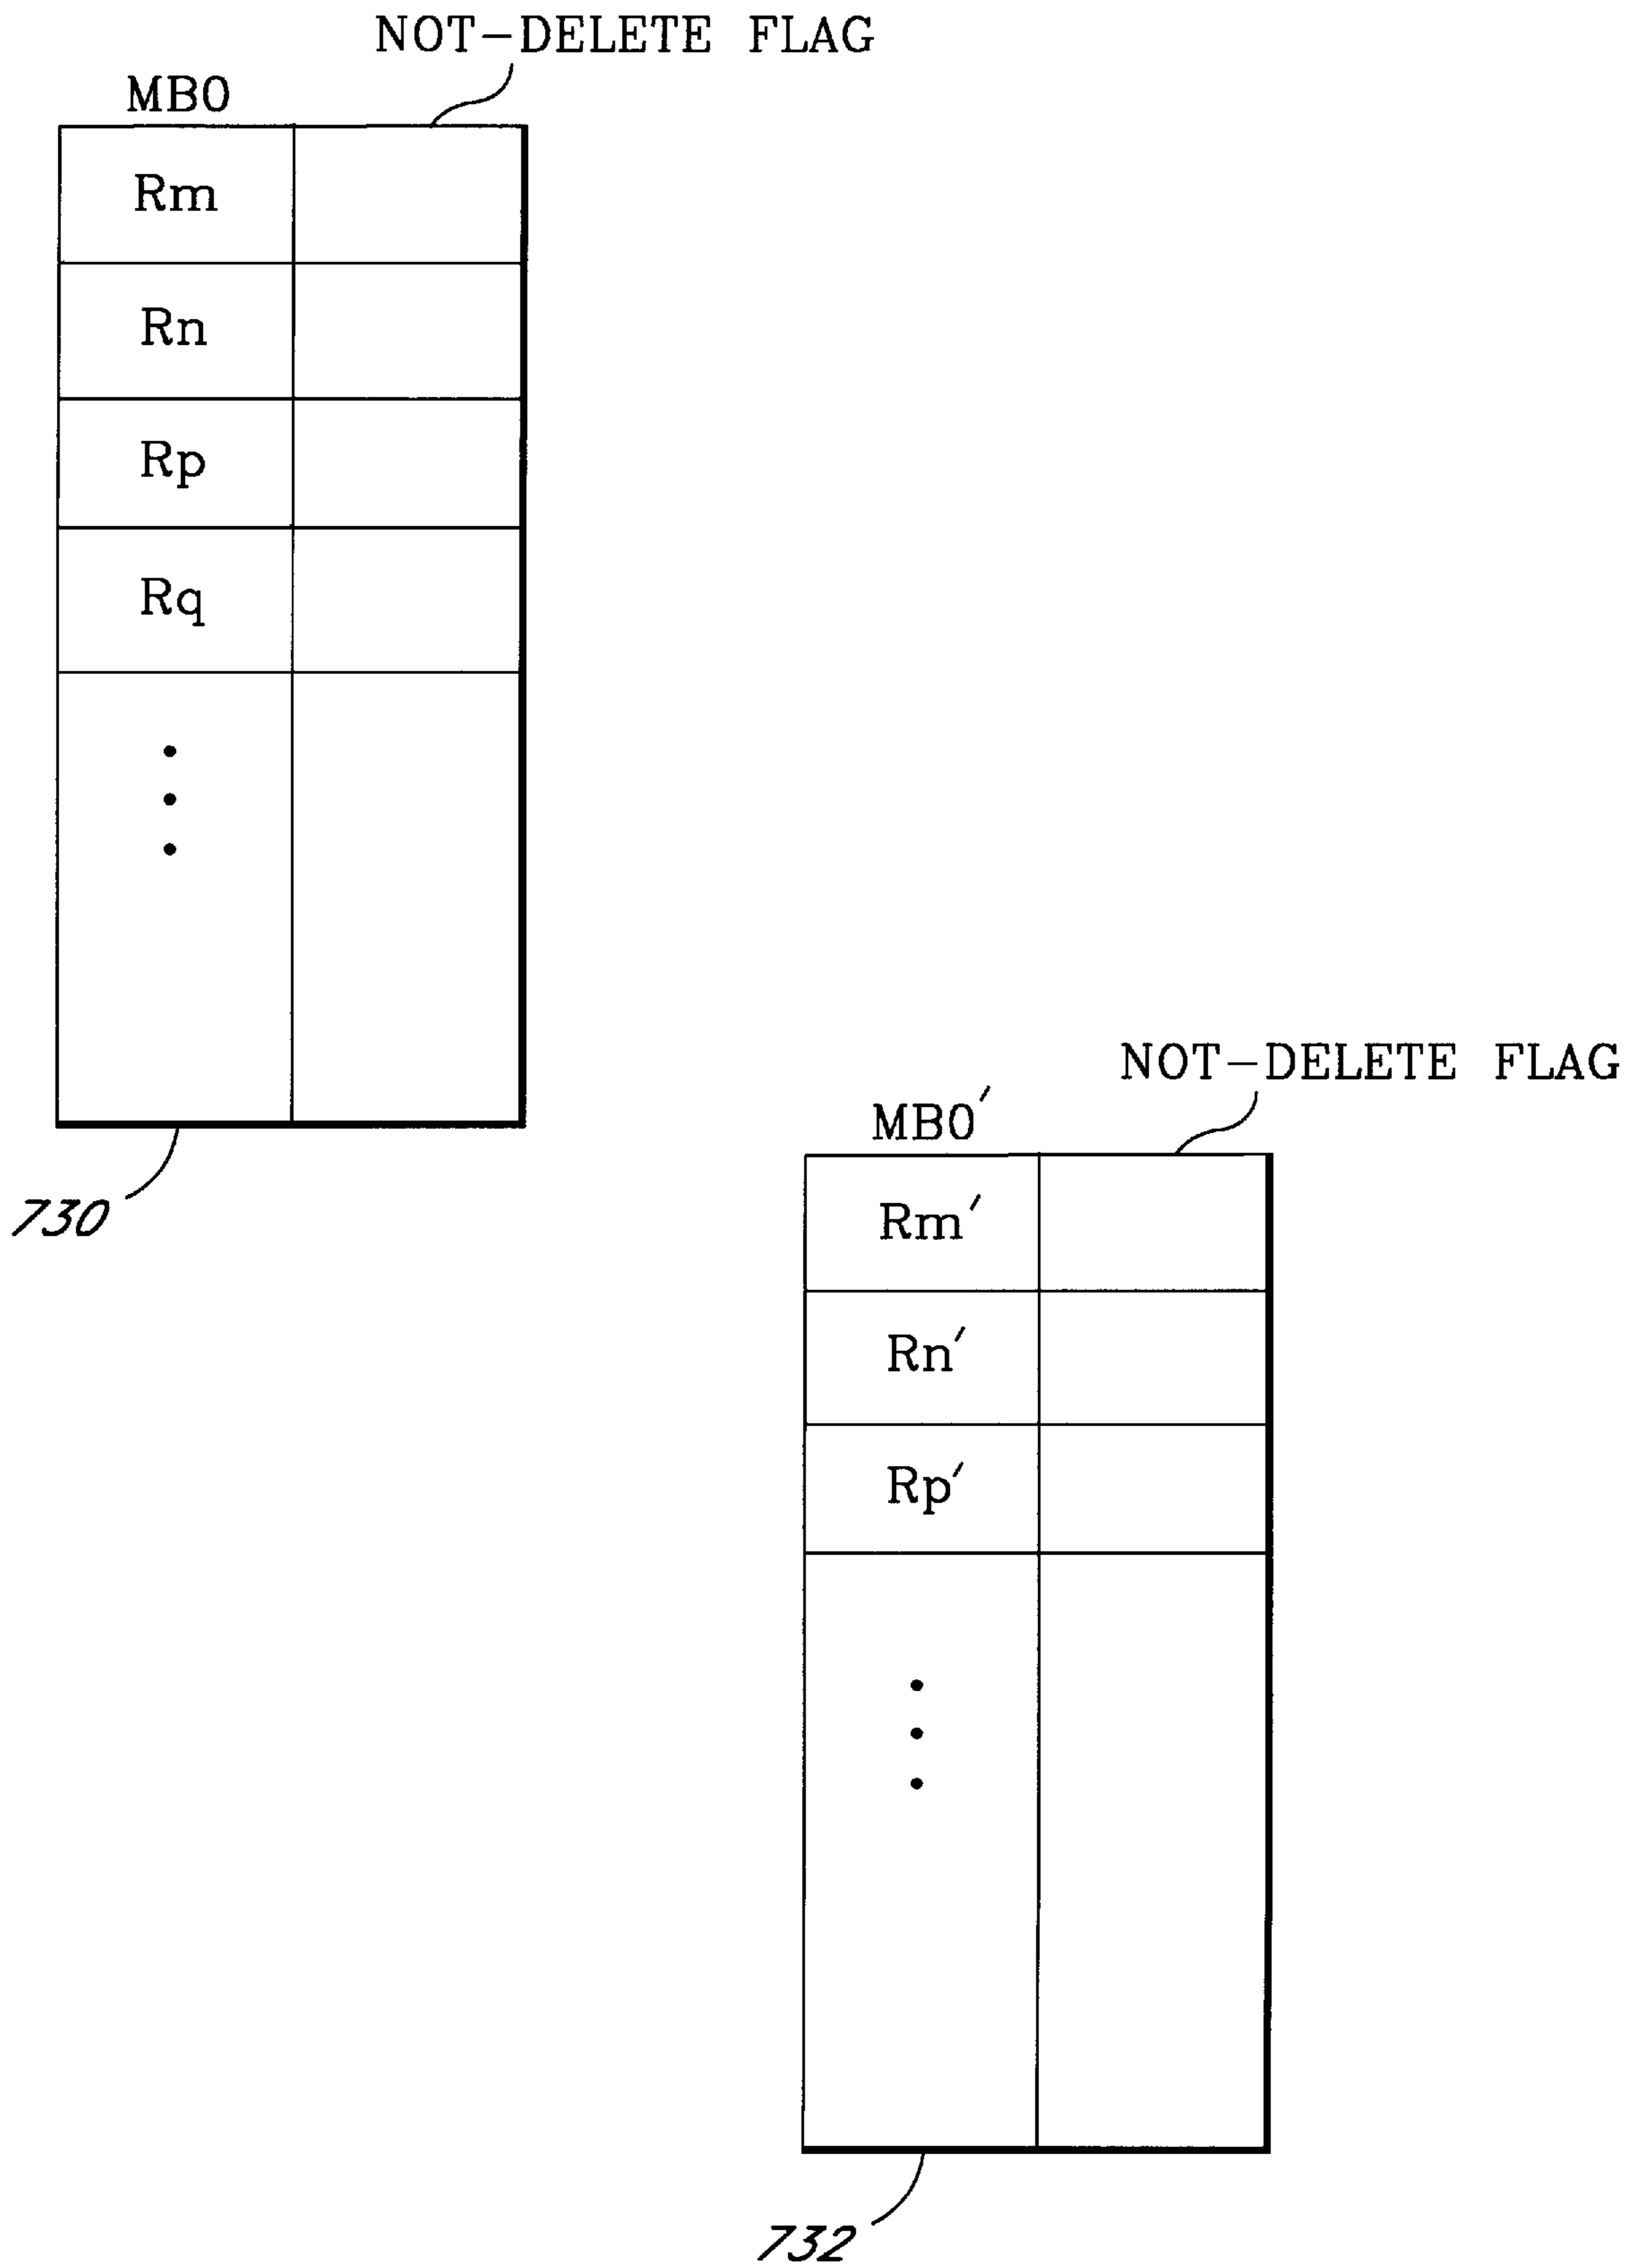 NOT-DELETE FLAG
MB0
Rm
Rn
Rp
Rq
730
NOT-DELETE FLAG
MB0′
Rm′
Rn′
Rp′
732